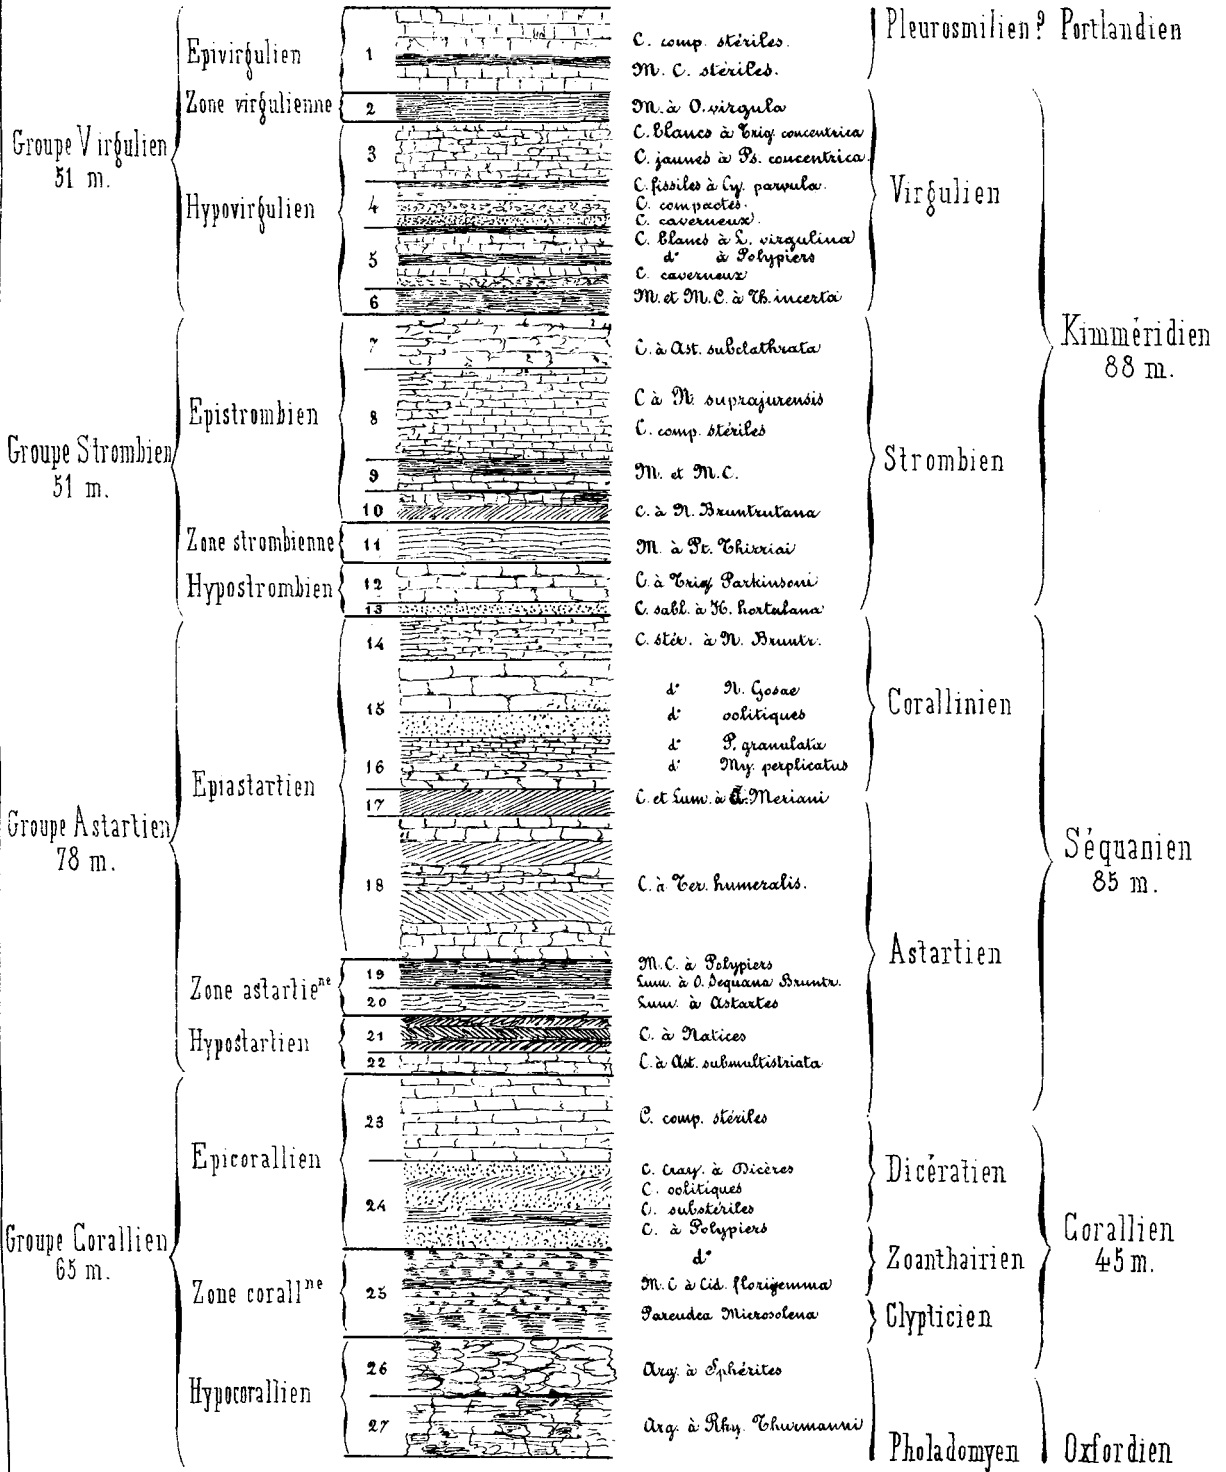 Pleurosmilien? Portlandien
Epivirgulien 1 C. comp. stériles.
M. C. stériles.
Zone virgulienne 2 M. à O. virgula
Groupe Virgulien
51 m.
3 C. blancs à Trig. concentrica
C. jaunes à Ps. concentrica.
Hypovirgulien
4 C. fissiles à Cy. parvula.
C. compactes.
C. caverneux.
Virgulien
5 C. blancs à L. virgulina
d° à Polypiers
C. caverneux
6 M. et M. C. à Th. incerta
Kimméridien
88 m.
7 C. à Ast. subclathrata
Epistrombien
8 C à N. suprajurensis
C. comp. stériles
Groupe Strombien
51 m.
Strombien
9 M. et M. C.
10 C. à N. Bruntrutana
Zone strombienne 11 M. à Pt. Thirriai
Hypostrombien 12 C. à Trig Parkinsoni
13 C. sabl. à H. hortulana
14 C. stér. à N. Bruntr.
15 d° N. Gosae
d° oolitiques
Corallinien
16 d° P. granulata
d° My. perplicatus
Epiastartien
17 C. et Lum. à A. Meriani
Groupe Astartien
78 m.
Séquanien
85 m.
18 C. à Ter. humeralis.
Astartien
19 M. C. à Polypiers
Lum. à O. Sequana Bruntr.
Zone astartie^ne
20 Lum. à Astartes
Hypostartien 21 C. à Natices
22 C. à Ast. submultistriata
23 C. comp. stériles
Epicorallien
24 C. Cray. à Dicères
C. oolitiques
C. substériles
C. à Polypiers
Dicératien
Groupe Corallien
65 m.
Corallien
45 m.
d°
Zoanthairien
Zone corall^ne 25 M. C à Cid. florigemma
Pareudea Microsolena
Clypticien
26 Arg. à Sphérites
Hypocorallien
27 Arg. à Rhy. Thurmanni
Pholadomyen Oxfordien